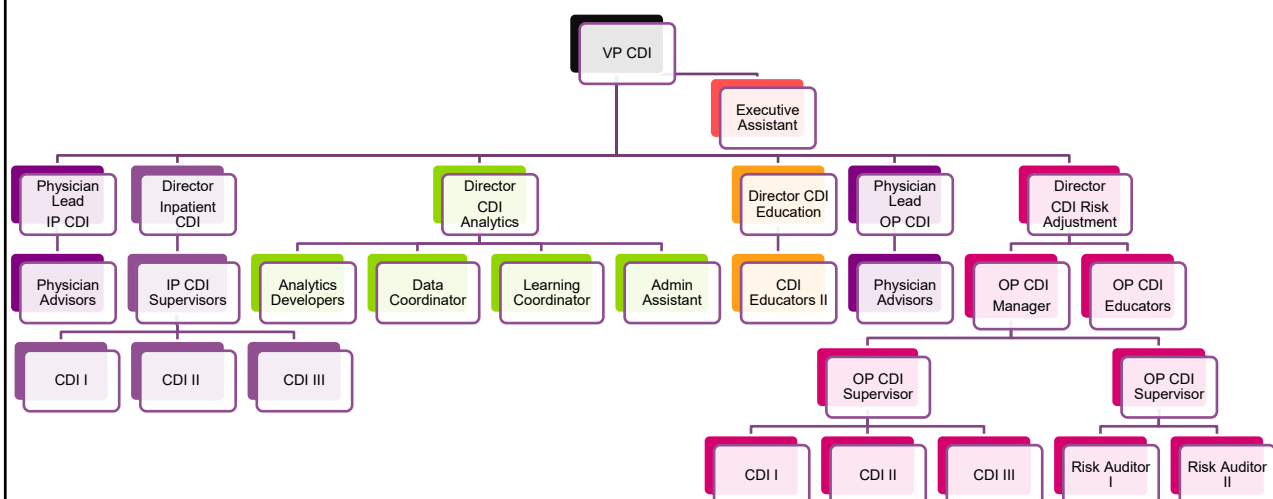 VP CDI
Executive
Assistant
Physician
Lead
IP CDI
Director
Inpatient
CDI
Director
CDI
Analytics
Director CDI
Education
Physician
Lead
OP CDI
Director
CDI Risk
Adjustment
Physician
Advisors
IP CDI
Supervisors
Analytics
Developers
Data
Coordinator
Learning
Coordinator
Admin
Assistant
CDI
Educators II
Physician
Advisors
OP CDI
Manager
OP CDI
Educators
CDI I
CDI II
CDI III
OP CDI
Supervisor
OP CDI
Supervisor
CDI I
CDI II
CDI III
Risk Auditor
I
Risk Auditor
II